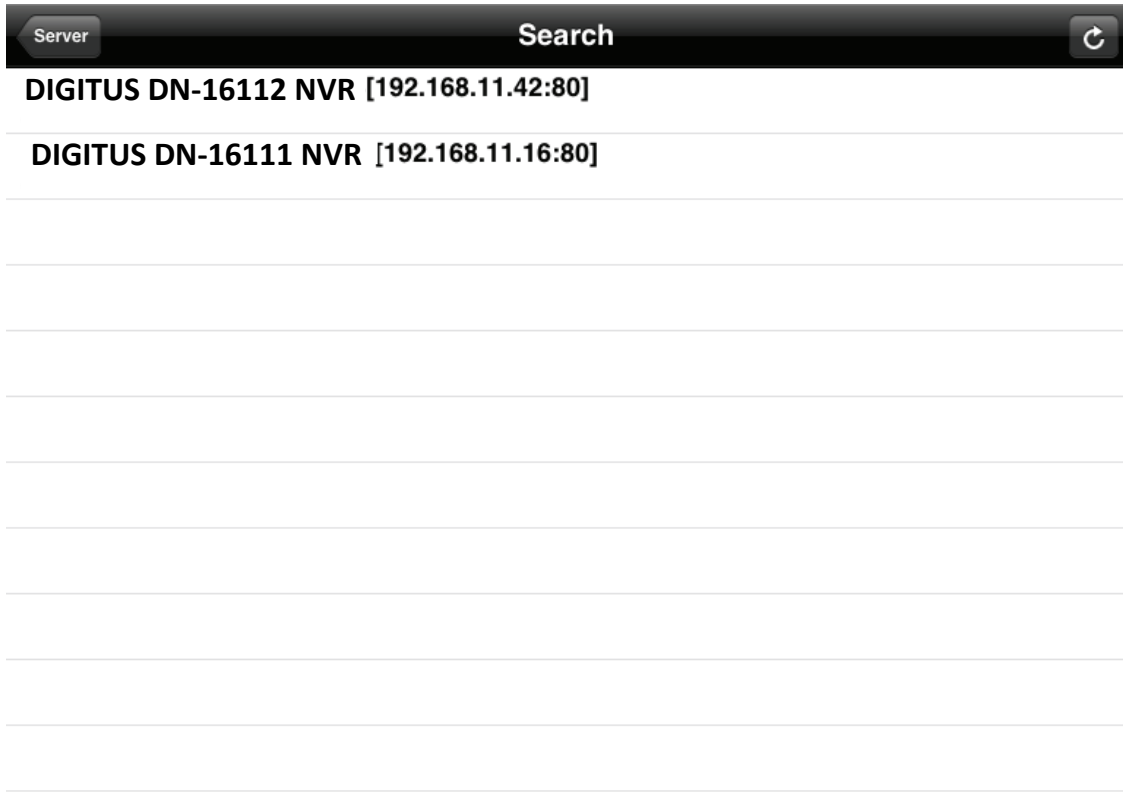 Server Search
DIGITUS DN-16112 NVR [192.168.11.42:80]
DIGITUS DN-16111 NVR [192.168.11.16:80]